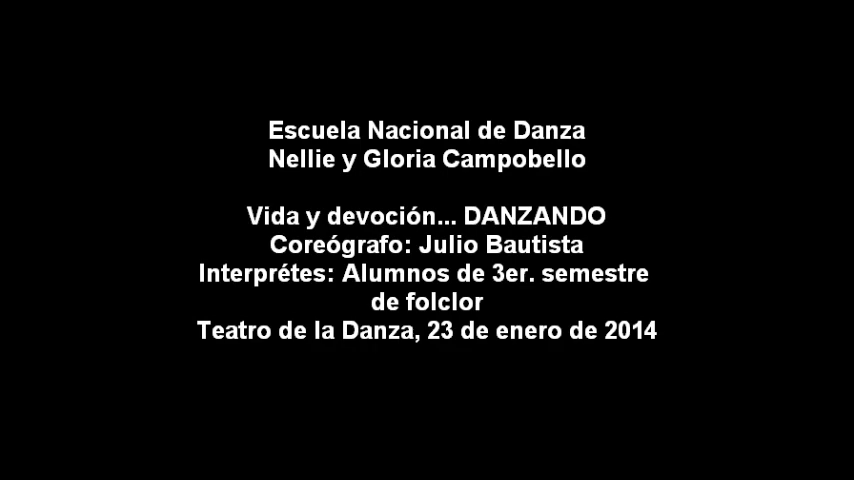 Escuela Nacional de Danza
Nellie y Gloria Campobello
Vida y devoción... DANZANDO
Coreógrafo: Julio Bautista
Interprétes: Alumnos de 3er. semestre
de folclor
Teatro de la Danza, 23 de enero de 2014